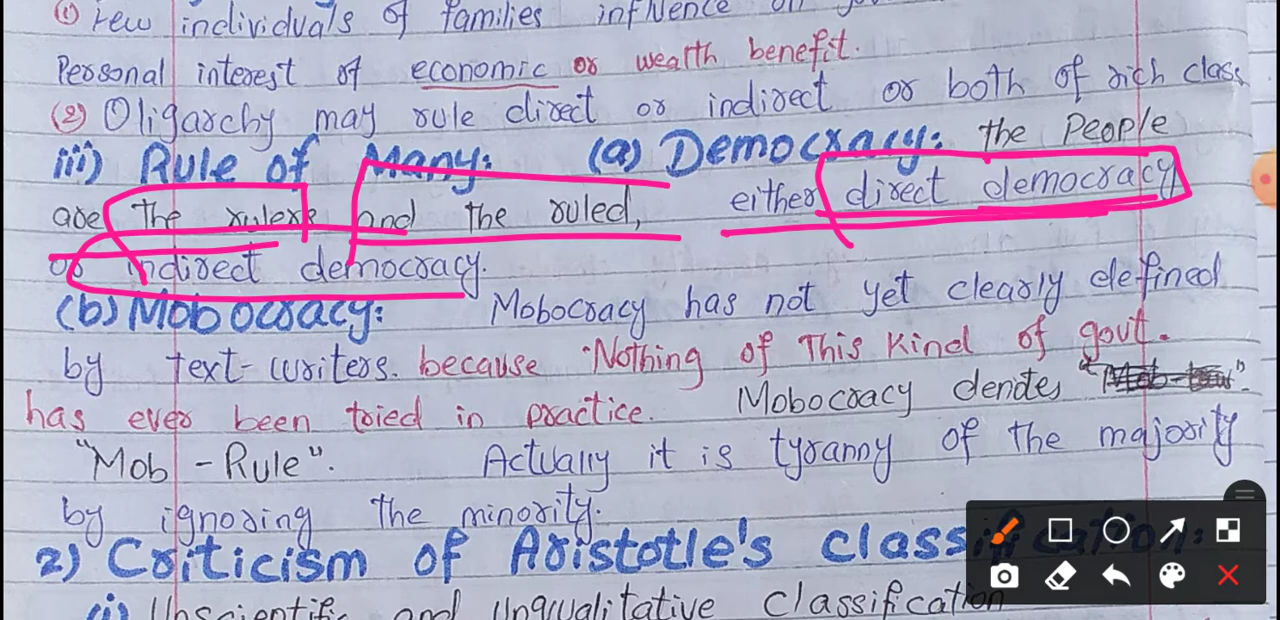 (1) Few individuals of families influence on
Personal interest of economic or wealth benefit.
(2) Oligarchy may rule direct or indirect or both of rich class
iii) Rule of Many: (a) Democracy: the People
are the rulers and the ruled, either direct democracy
or indirect democracy.
(b) Mobocracy: Mobocracy has not yet clearly defined
by text-writers. because "Nothing of This Kind of govt.
has ever been tried in practice. Mobocracy denotes
"Mob-Rule". Actually it is tyranny of the majority
by ignoring the minority.
2) Criticism of Aristotle's classification:
(i) Unscientific and Unqualitative Classification